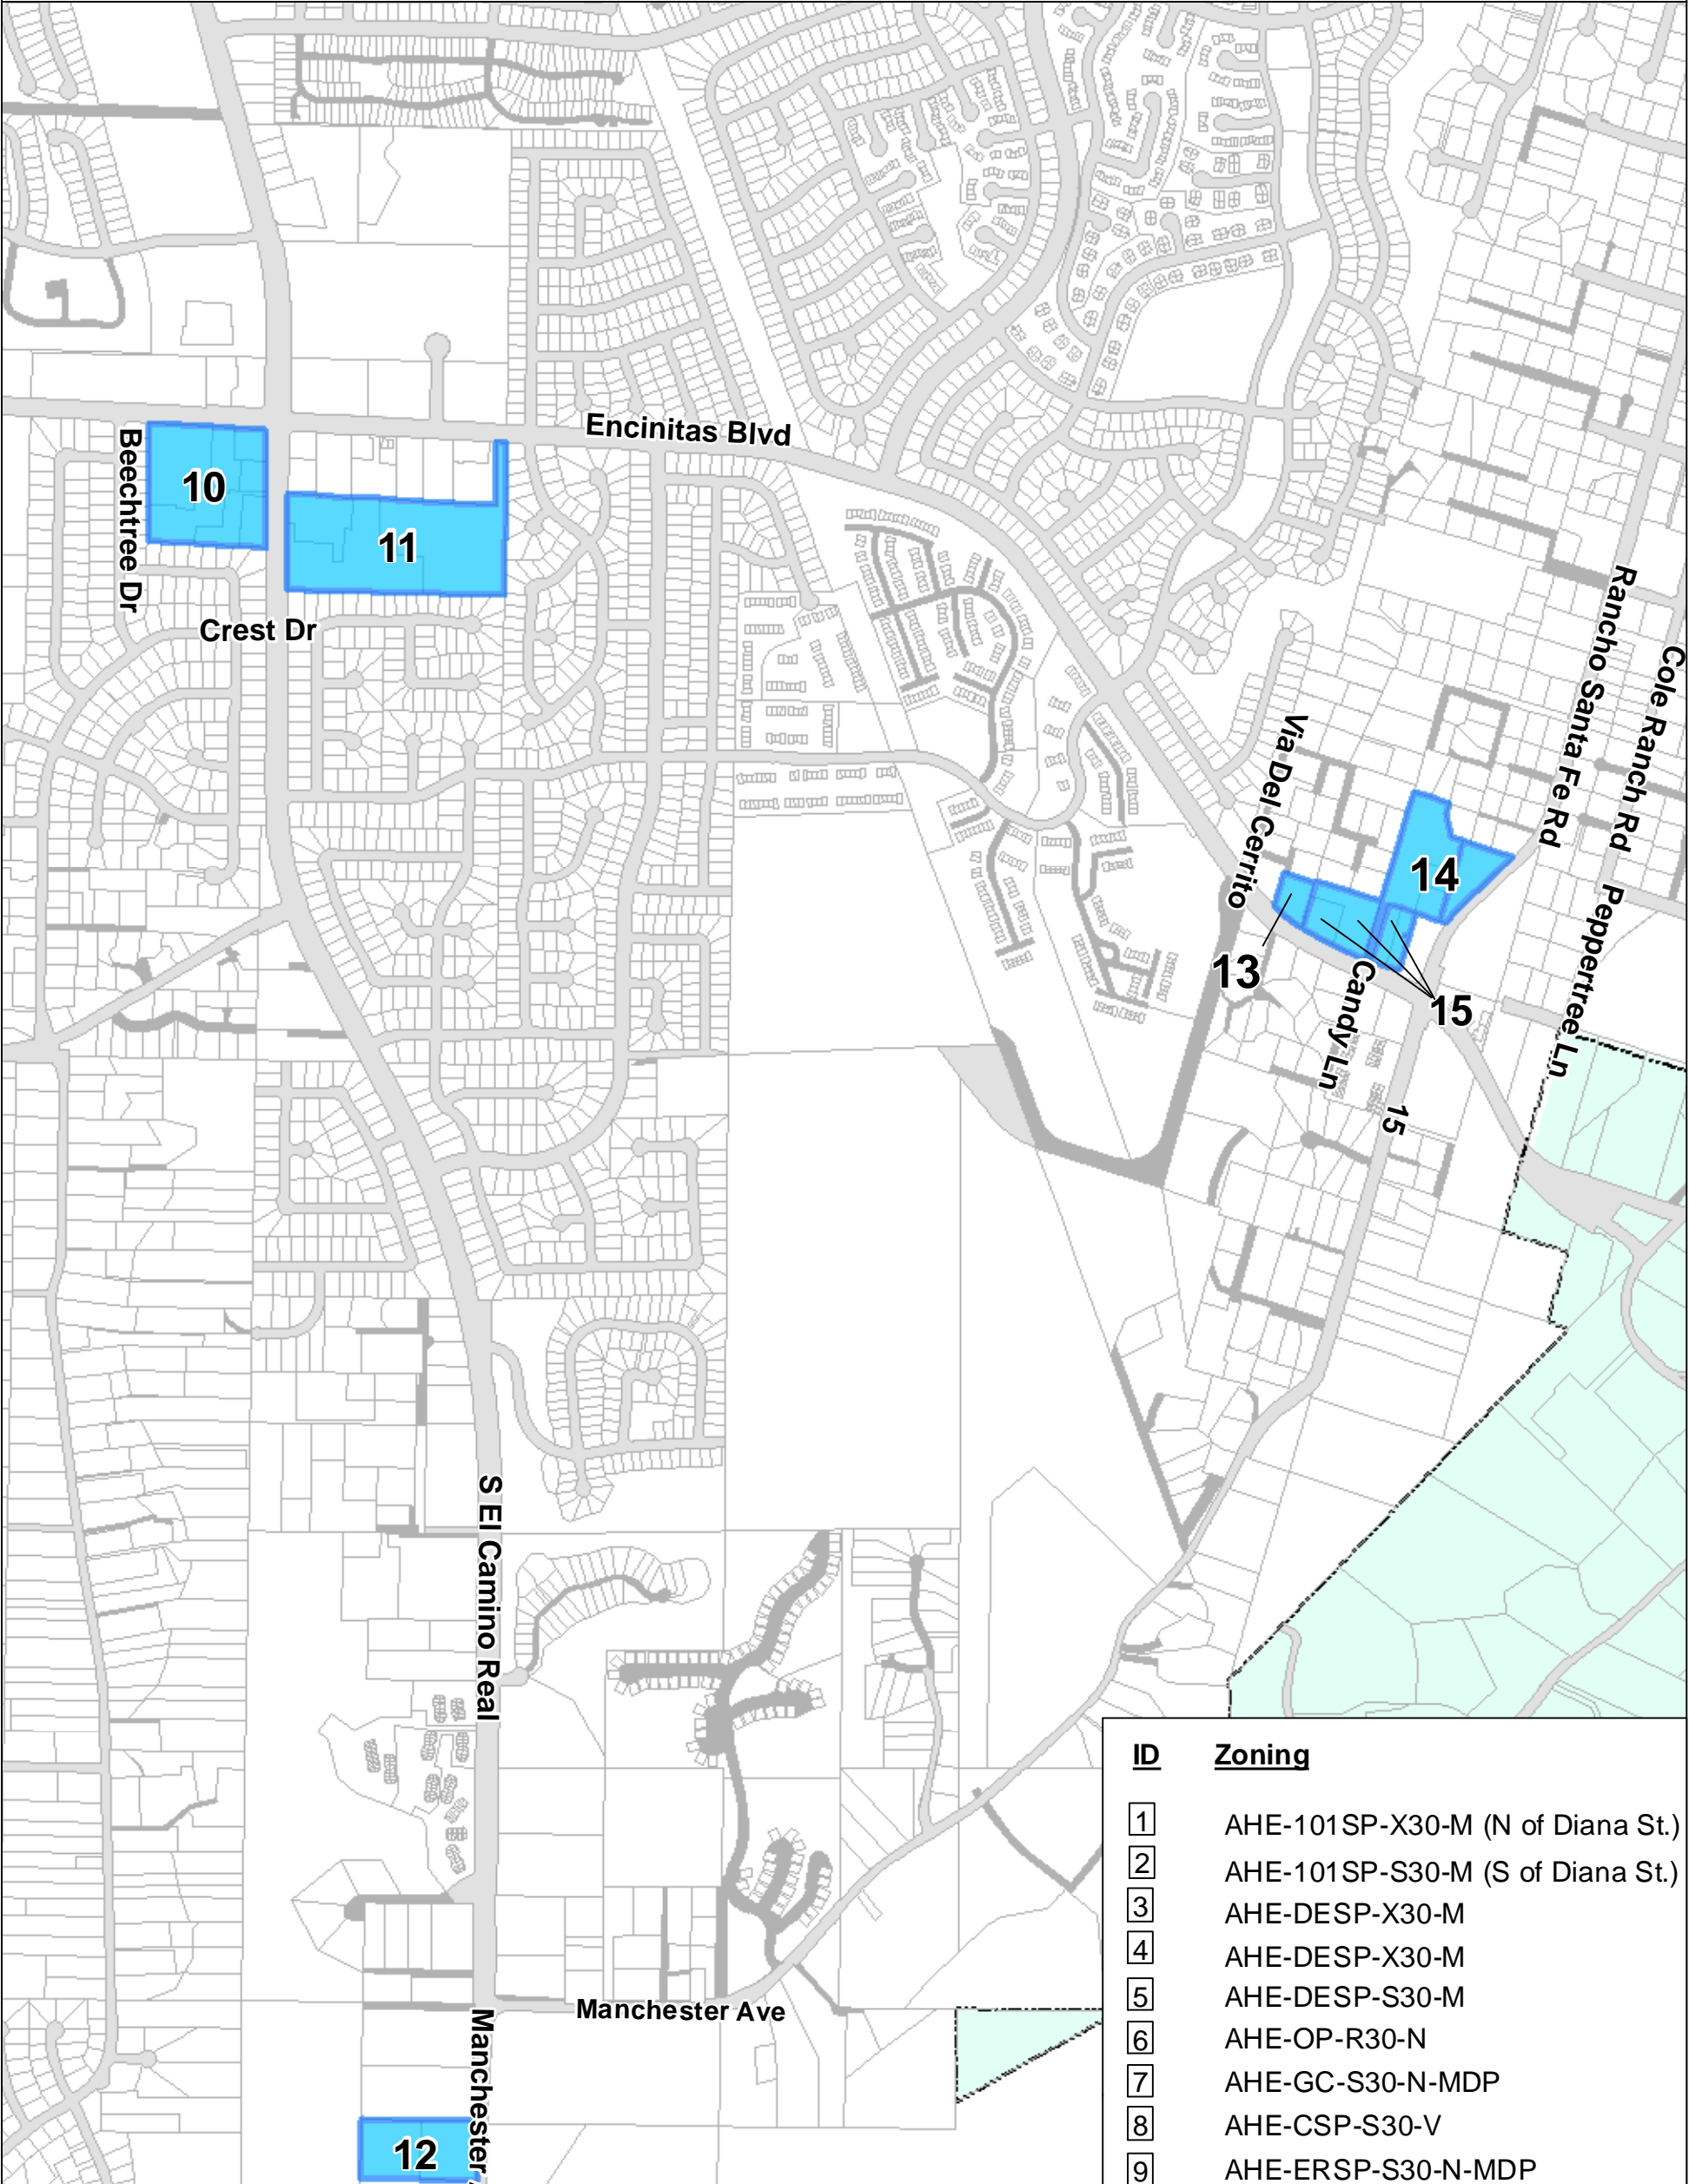 Encinitas Blvd
Beechtree Dr
10
11
Crest Dr
Rancho Santa Fe Rd
Cole Ranch Rd
Via Del Cerrito
14
13
15
Candy Ln
Peppertree Ln
15
S El Camino Real
Manchester Ave
Manchester
12
ID Zoning
1 AHE-101SP-X30-M (N of Diana St.)
2 AHE-101SP-S30-M (S of Diana St.)
3 AHE-DESP-X30-M
4 AHE-DESP-X30-M
5 AHE-DESP-S30-M
6 AHE-OP-R30-N
7 AHE-GC-S30-N-MDP
8 AHE-CSP-S30-V
9 AHE-ERSP-S30-N-MDP